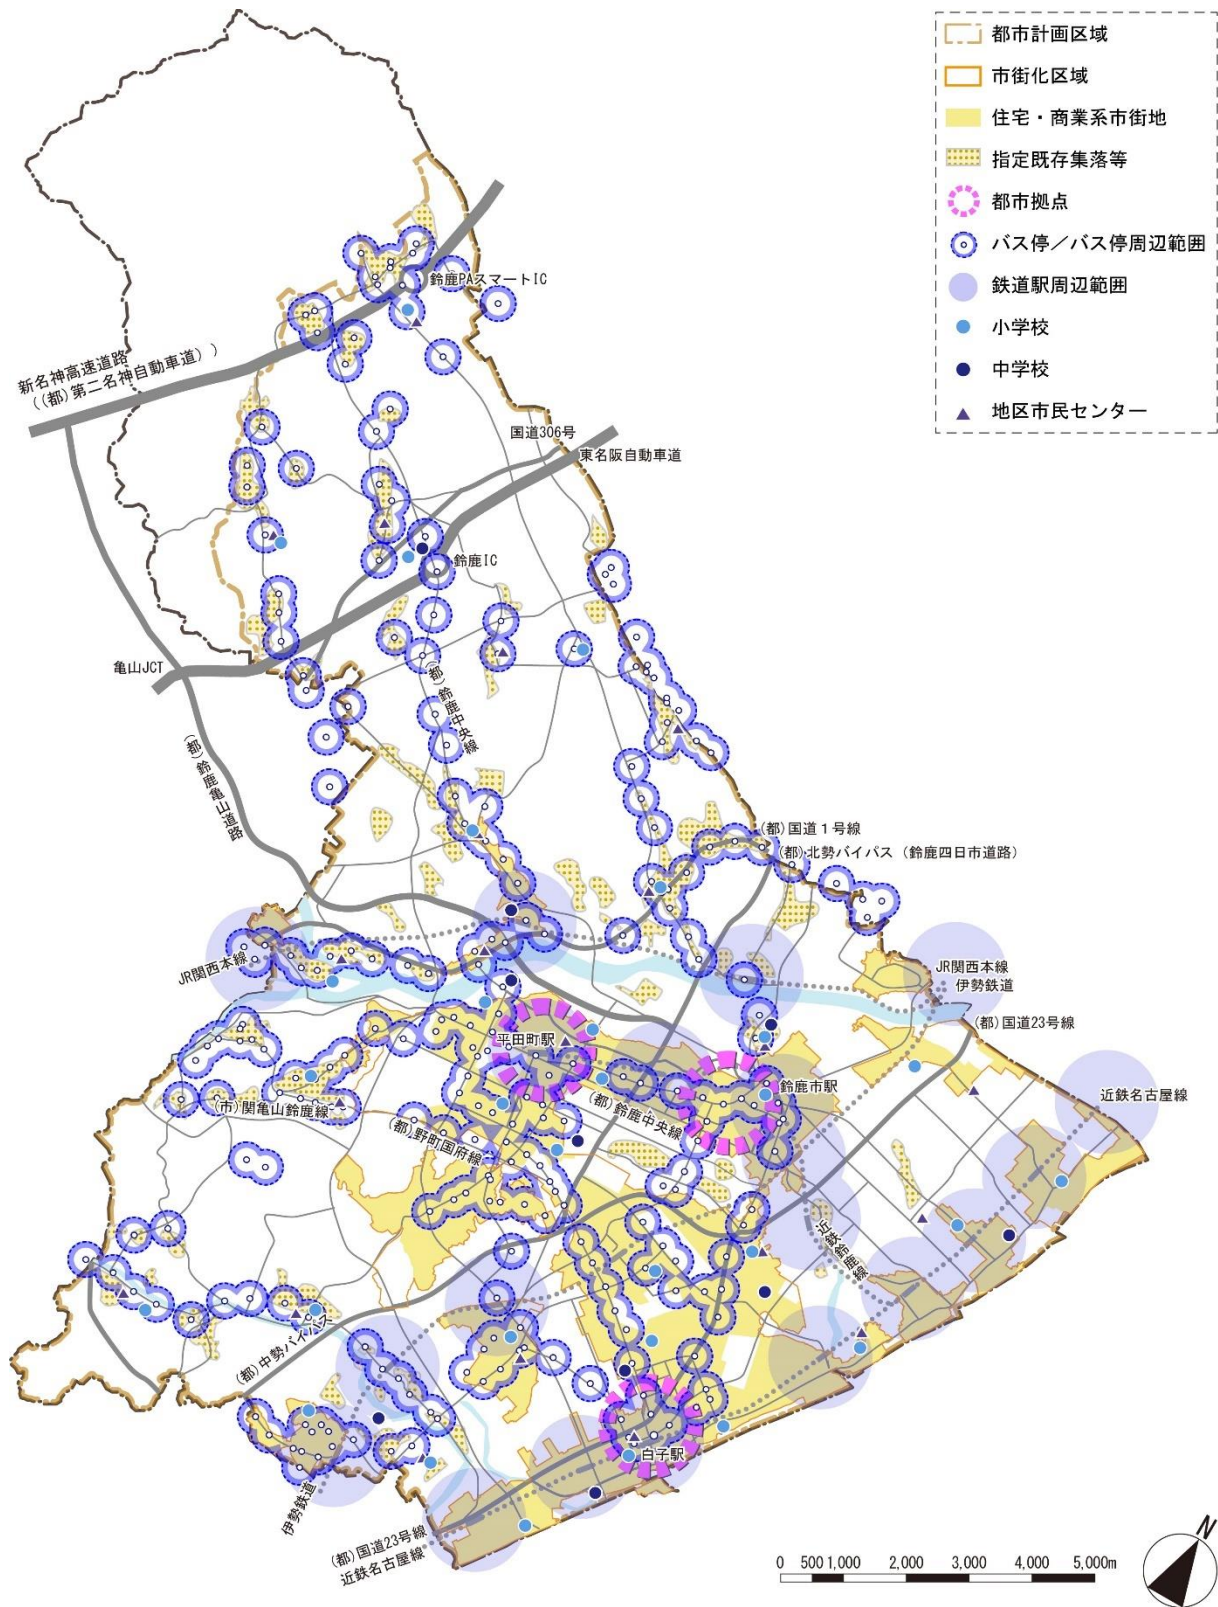 都市計画区域
市街化区域
住宅・商業系市街地
指定既存集落等
都市拠点
バス停／バス停周辺範囲
鉄道駅周辺範囲
小学校
中学校
地区市民センター
鈴鹿PAスマートIC
新名神高速道路
((都)第二名神自動車道))
国道306号
東名阪自動車道
鈴鹿IC
亀山JCT
(都)鈴鹿中央線
(都)鈴鹿亀山道路
(都)国道１号線
(都)北勢バイパス（鈴鹿四日市道路）
JR関西本線
JR関西本線
伊勢鉄道
(都)国道23号線
平田町駅
鈴鹿市駅
近鉄名古屋線
(市)関亀山鈴鹿線
(都)鈴鹿中央線
(都)野町国府線
近鉄鈴鹿線
(都)中勢バイパス
白子駅
伊勢鉄道
(都)国道23号線
近鉄名古屋線
N
0 500 1,000 2,000 3,000 4,000 5,000m